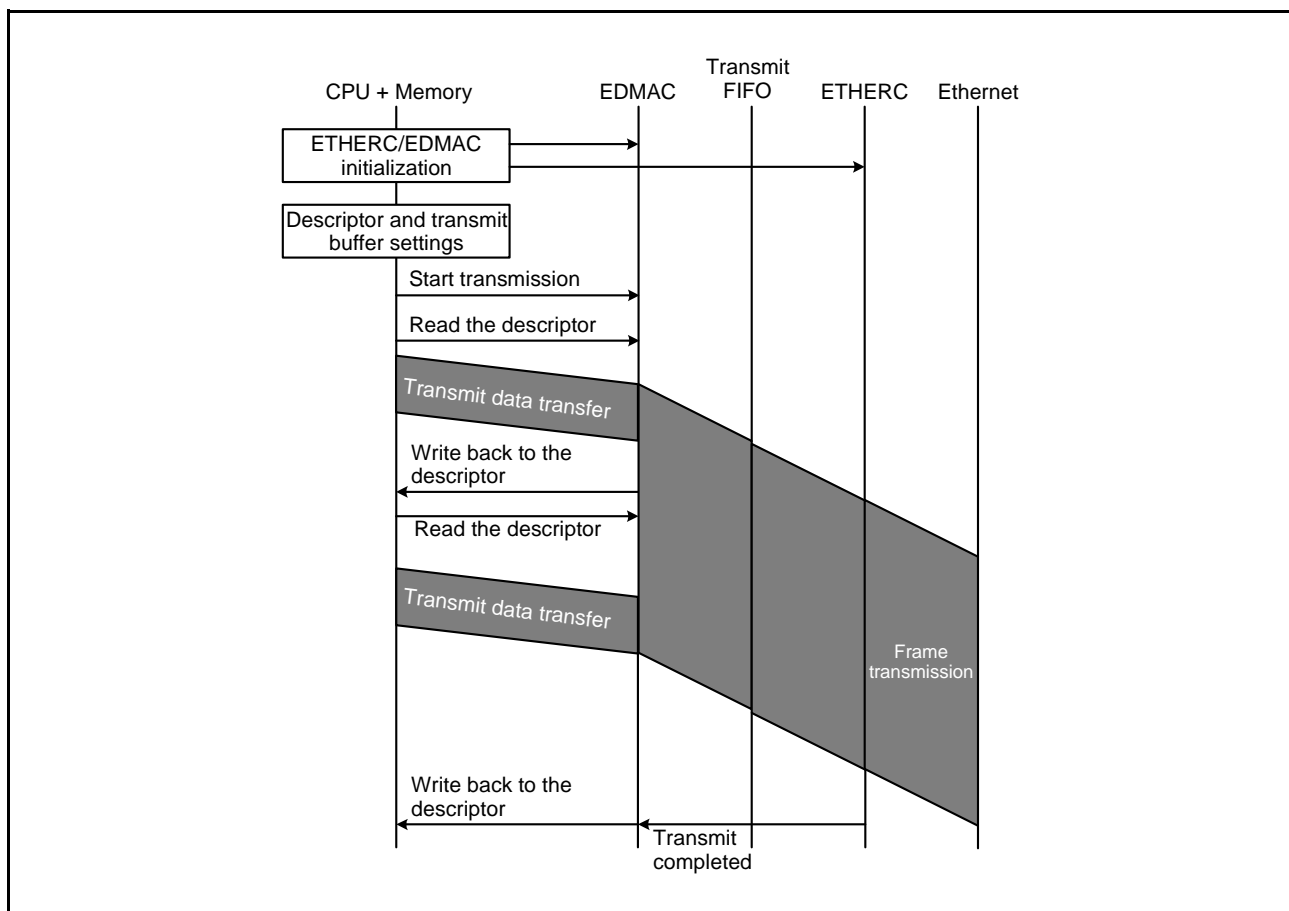 Transmit
CPU + Memory EDMAC FIFO ETHERC Ethernet
ETHERC/EDMAC
initialization
Descriptor and transmit
buffer settings
Start transmission
Read the descriptor
Transmit data transfer
Write back to the
descriptor
Read the descriptor
Transmit data transfer
Frame
transmission
Write back to the
descriptor
Transmit
completed